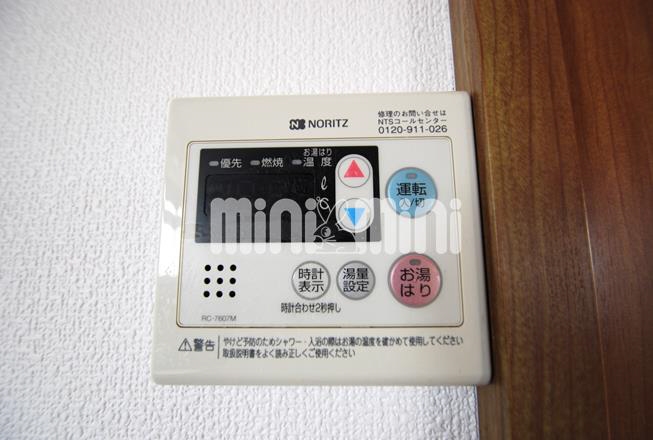 NORITZ
修理のお問い合せは
NTSコールセンター
0120-911-026
お湯はり
優先 燃焼 温度
ℓ
℃
運転
入/切
mini mini
時計
表示
湯量
設定
お湯
はり
時計合わせ2秒押し
RC-7607M
警告
やけど予防のためシャワー・入浴の際はお湯の温度を確かめて使用してください
取扱説明書をよく読み正しくご使用ください